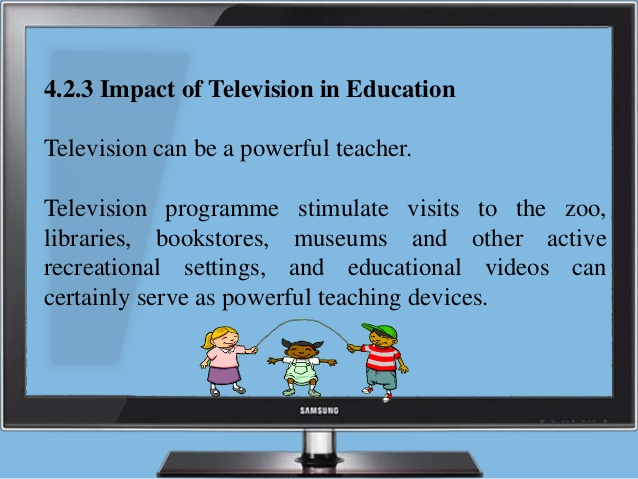 4.2.3 Impact of Television in Education
Television can be a powerful teacher.
Television programme stimulate visits to the zoo,
libraries, bookstores, museums and other active
recreational settings, and educational videos can
certainly serve as powerful teaching devices.
SAMSUNG